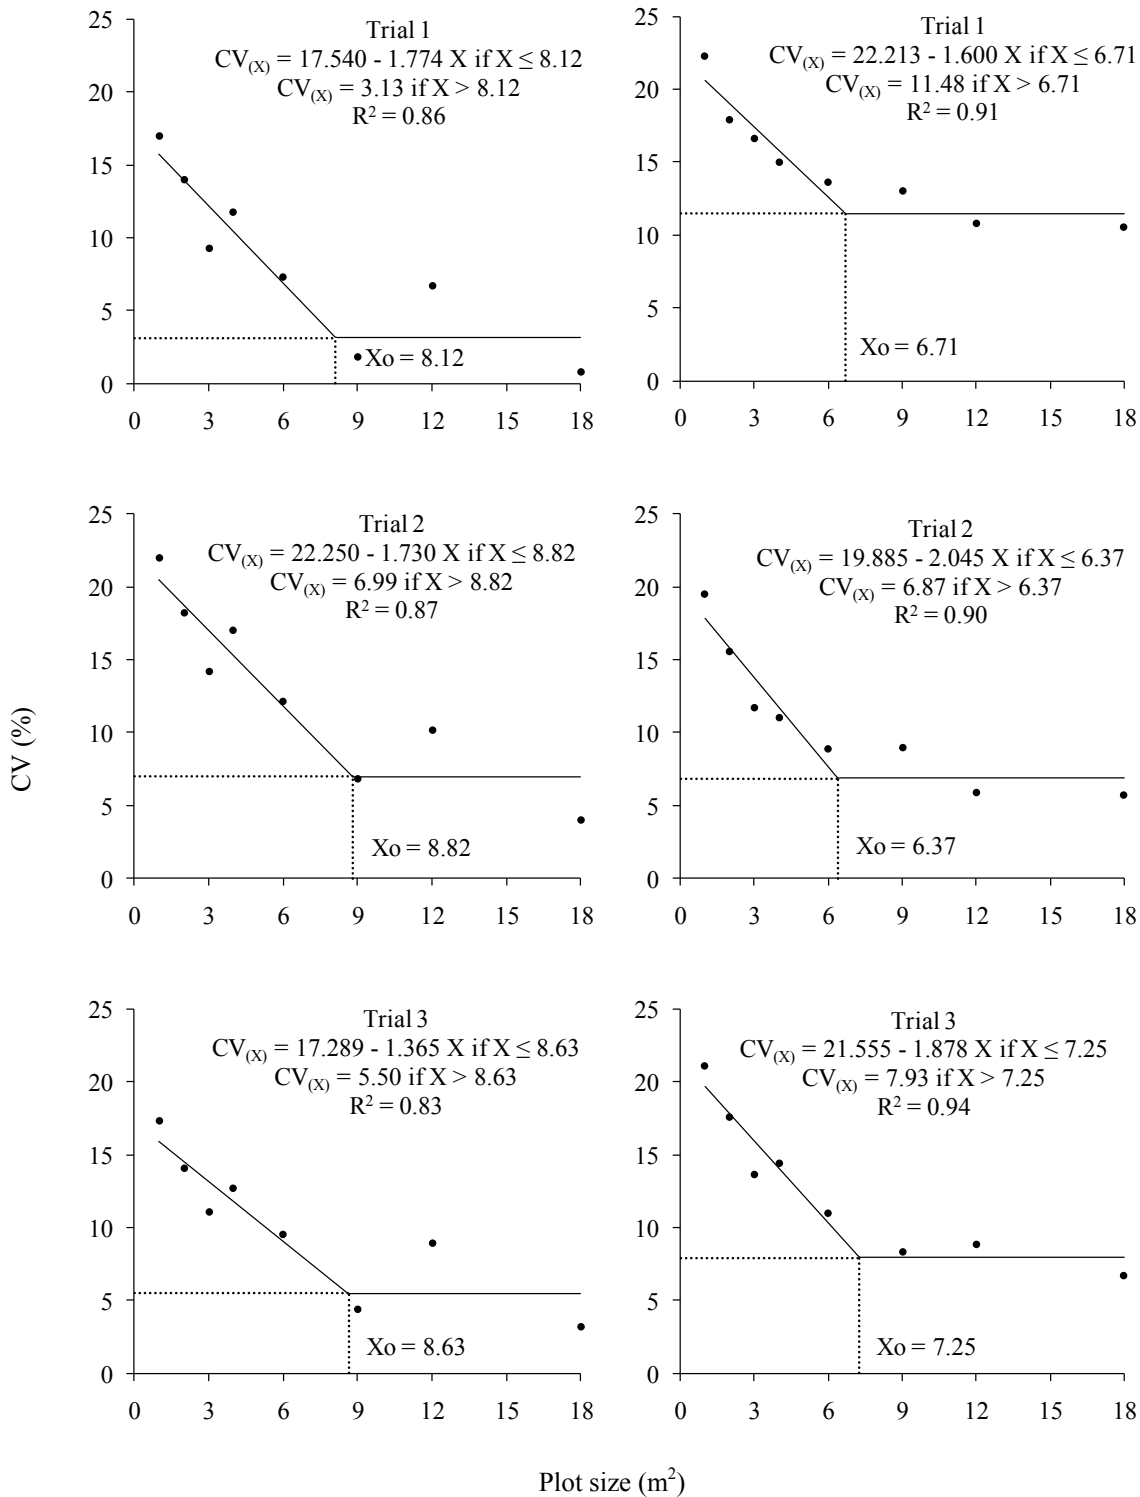 Trial 1
CV(X) = 17.540 - 1.774 X if X ≤ 8.12
CV(X) = 3.13 if X > 8.12
R² = 0.86
25
20
15
10
5
0
Xo = 8.12
0 3 6 9 12 15 18
Trial 1
CV(X) = 22.213 - 1.600 X if X ≤ 6.71
CV(X) = 11.48 if X > 6.71
R² = 0.91
25
20
15
10
5
0
Xo = 6.71
0 3 6 9 12 15 18
Trial 2
CV(X) = 22.250 - 1.730 X if X ≤ 8.82
CV(X) = 6.99 if X > 8.82
R² = 0.87
25
20
15
10
5
0
Xo = 8.82
0 3 6 9 12 15 18
Trial 2
CV(X) = 19.885 - 2.045 X if X ≤ 6.37
CV(X) = 6.87 if X > 6.37
R² = 0.90
25
20
15
10
5
0
Xo = 6.37
0 3 6 9 12 15 18
CV (%)
Trial 3
CV(X) = 17.289 - 1.365 X if X ≤ 8.63
CV(X) = 5.50 if X > 8.63
R² = 0.83
25
20
15
10
5
0
Xo = 8.63
0 3 6 9 12 15 18
Trial 3
CV(X) = 21.555 - 1.878 X if X ≤ 7.25
CV(X) = 7.93 if X > 7.25
R² = 0.94
25
20
15
10
5
0
Xo = 7.25
0 3 6 9 12 15 18
Plot size (m²)